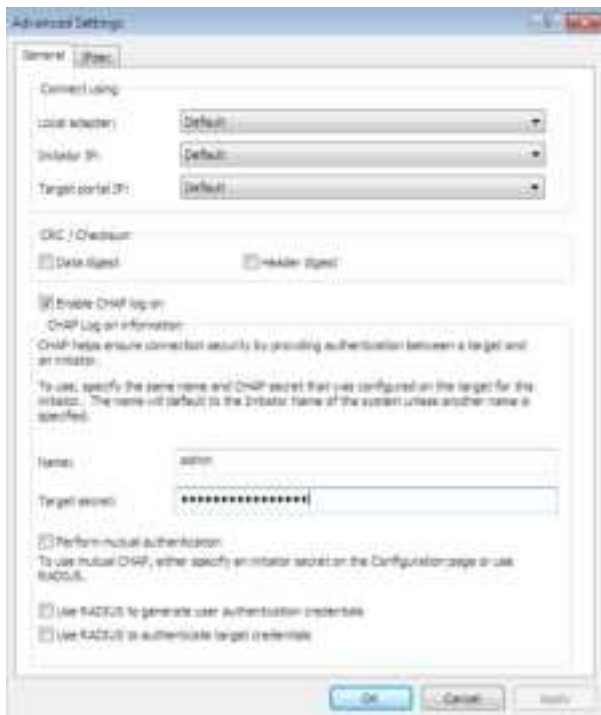 Advanced Settings
General IPsec
Connect using
Local adapter: Default
Initiator IP: Default
Target portal IP: Default
CRC / Checksum
Data digest Header digest
Enable CHAP log on
CHAP Log on information
CHAP helps ensure connection security by providing authentication between a target and
an initiator.
To use, specify the same name and CHAP secret that was configured on the target for this
initiator. The name will default to the Initiator Name of the system unless another name is
specified.
Name: admin
Target secret: ••••••••••••••••
Perform mutual authentication
To use mutual CHAP, either specify an initiator secret on the Configuration page or use
RADIUS.
Use RADIUS to generate user authentication credentials
Use RADIUS to authenticate target credentials
OK Cancel Apply